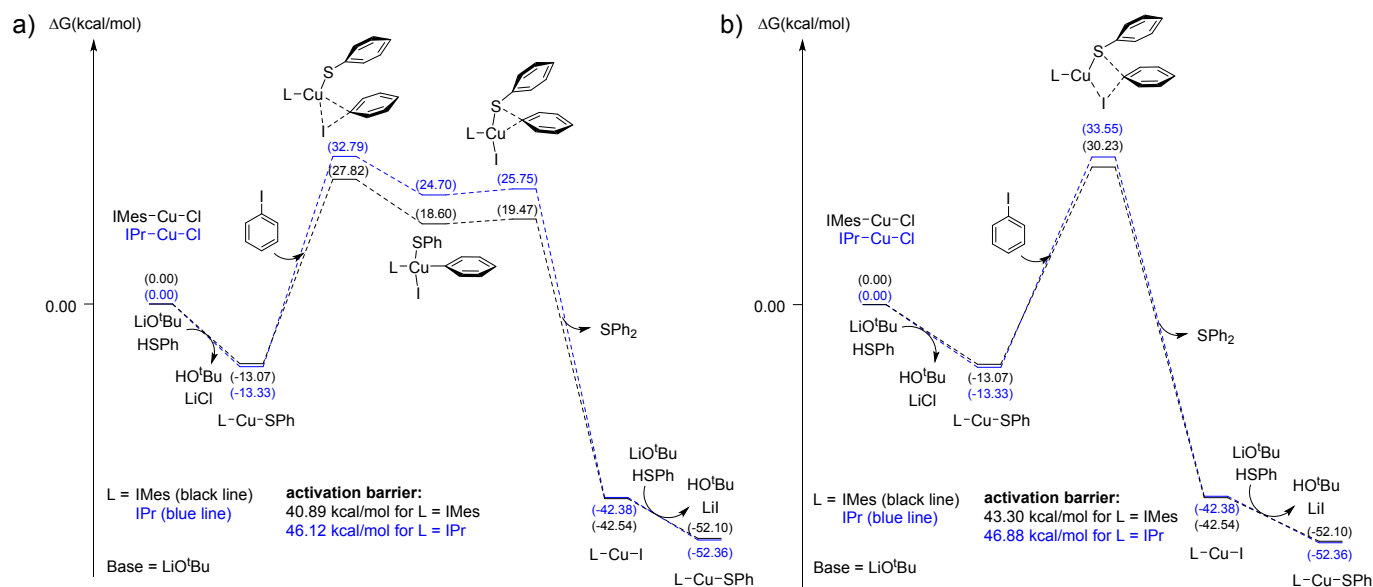 a)
ΔG(kcal/mol)
S
L-Cu
I
(32.79)
(27.82)
S
L-Cu
I
(24.70)
(25.75)
(18.60)
(19.47)
I
SPh
L-Cu
I
IMes-Cu-Cl
IPr-Cu-Cl
0.00
(0.00)
(0.00)
LiOᵗBu
HSPh
HOᵗBu
LiCl
(-13.07)
(-13.33)
L-Cu-SPh
SPh₂
LiOᵗBu
HSPh
HOᵗBu
LiI
(-42.38)
(-42.54)
L-Cu-I
(-52.10)
(-52.36)
L-Cu-SPh
L = IMes (black line)
IPr (blue line)
activation barrier:
40.89 kcal/mol for L = IMes
46.12 kcal/mol for L = IPr
Base = LiOᵗBu
b)
ΔG(kcal/mol)
S
L-Cu
I
(33.55)
(30.23)
I
IMes-Cu-Cl
IPr-Cu-Cl
0.00
(0.00)
(0.00)
LiOᵗBu
HSPh
HOᵗBu
LiCl
(-13.07)
(-13.33)
L-Cu-SPh
SPh₂
LiOᵗBu
HSPh
HOᵗBu
LiI
(-42.38)
(-42.54)
L-Cu-I
(-52.10)
(-52.36)
L-Cu-SPh
L = IMes (black line)
IPr (blue line)
activation barrier:
43.30 kcal/mol for L = IMes
46.88 kcal/mol for L = IPr
Base = LiOᵗBu